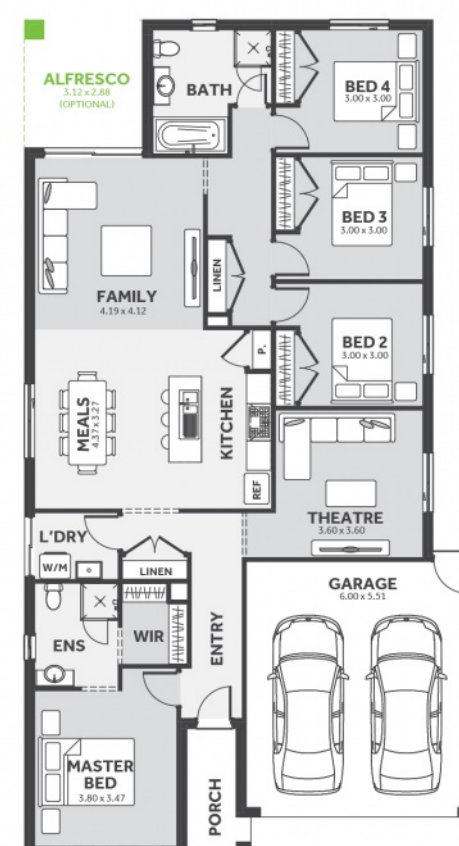 ALFRESCO
3.12 x 2.88
(OPTIONAL)
BATH
BED 4
3.00 x 3.00
BED 3
3.00 x 3.00
LINEN
FAMILY
4.19 x 4.12
BED 2
3.00 x 3.00
P.
MEALS
4.37 x 3.27
KITCHEN
REF
THEATRE
3.60 x 3.60
L'DRY
W/M
LINEN
GARAGE
6.00 x 5.51
ENS
WIR
ENTRY
MASTER
BED
3.80 x 3.47
PORCH